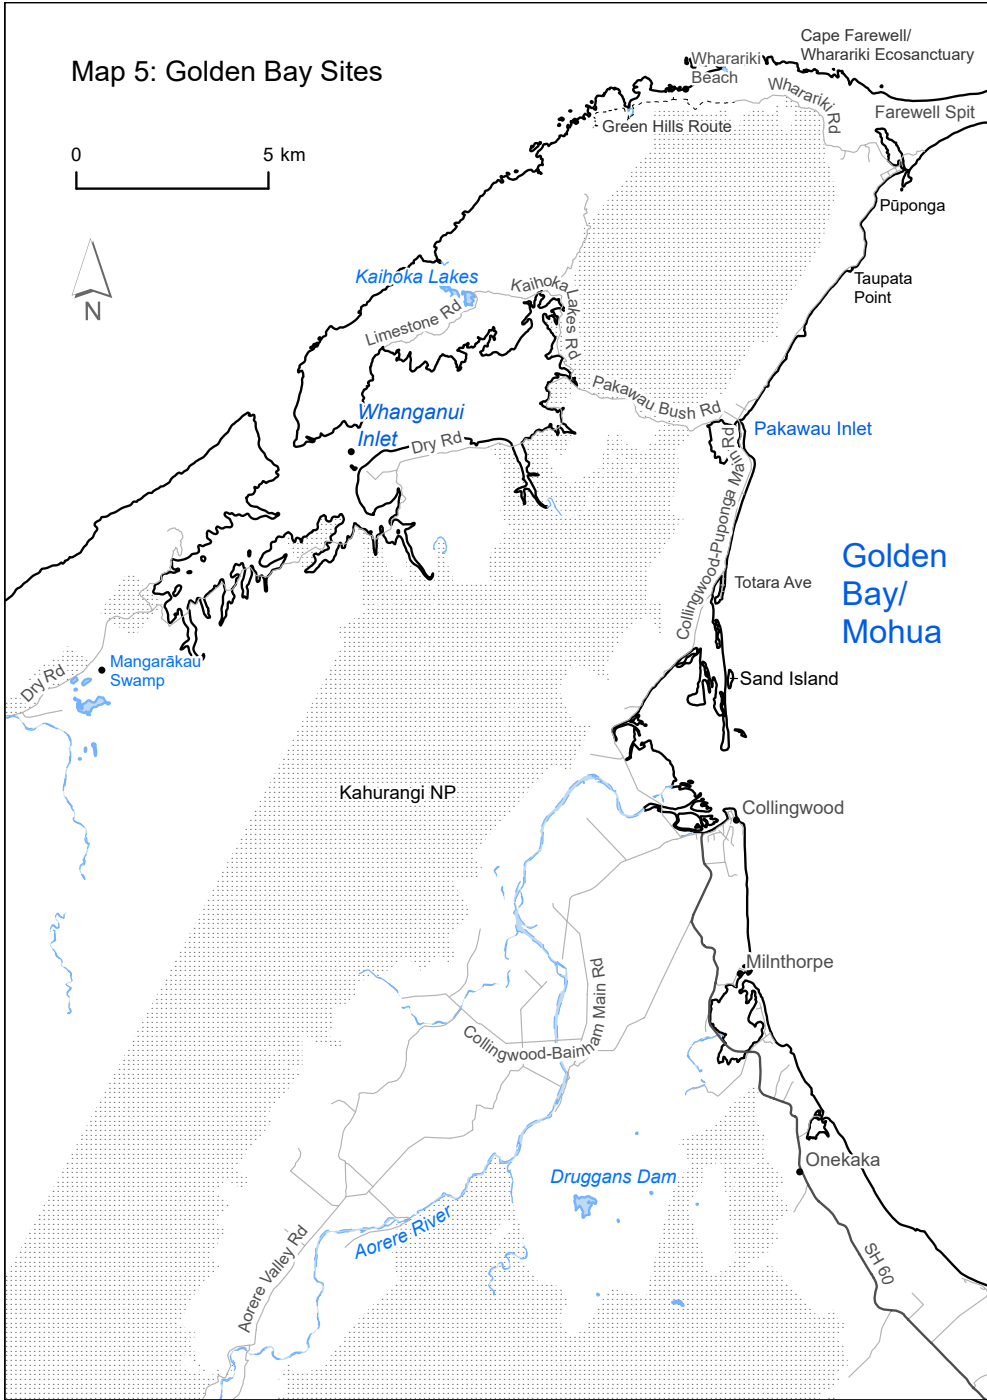 Cape Farewell/
Wharariki Ecosanctuary
Wharariki
Beach
Map 5: Golden Bay Sites
Wharariki Rd
Farewell Spit
Green Hills Route
0 5 km
Pūponga
N
Kaihoka Lakes
Kaihoka Lakes Rd
Taupata
Point
Limestone Rd
Pakawau Bush Rd
Whanganui
Inlet
Dry Rd
Pakawau Inlet
Collingwood-Puponga Main Rd
Golden
Bay/
Mohua
Totara Ave
Mangarākau
Swamp
Dry Rd
Sand Island
Kahurangi NP
Collingwood
Milnthorpe
Collingwood-Bainham Main Rd
Onekaka
Druggans Dam
Aorere River
Aorere Valley Rd
SH 60